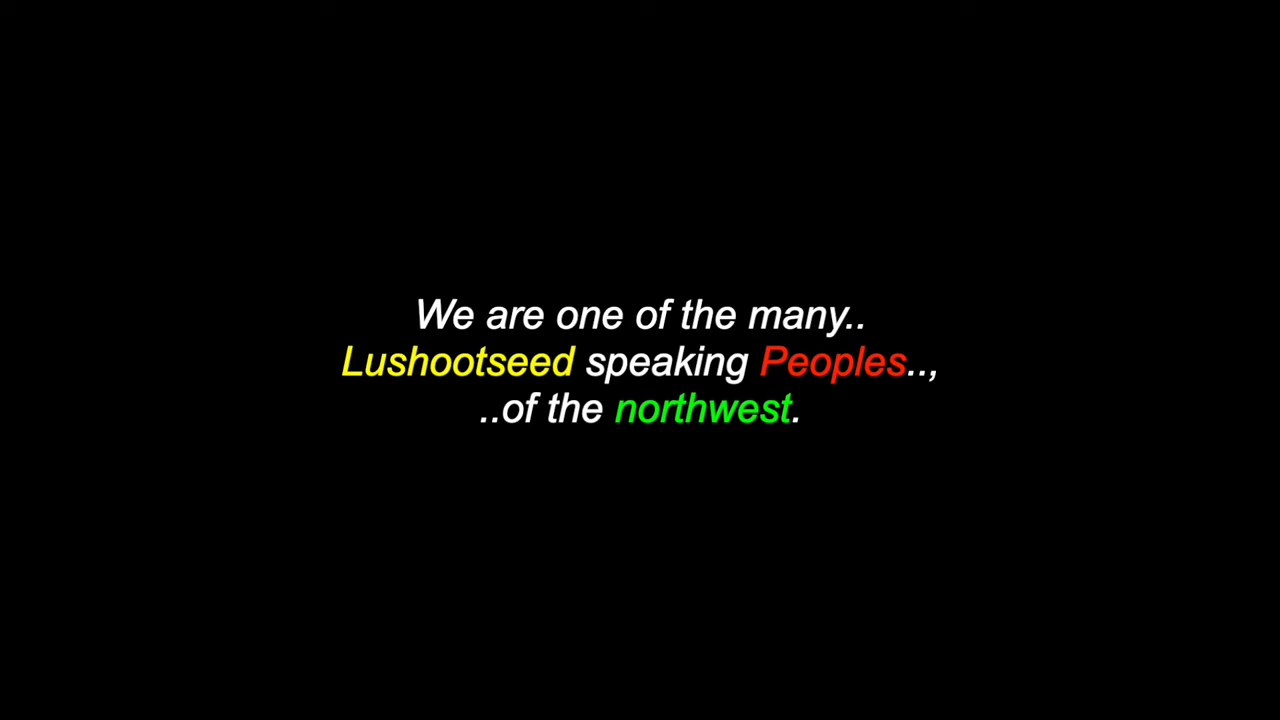 We are one of the many..
Lushootseed speaking Peoples..,
..of the northwest.